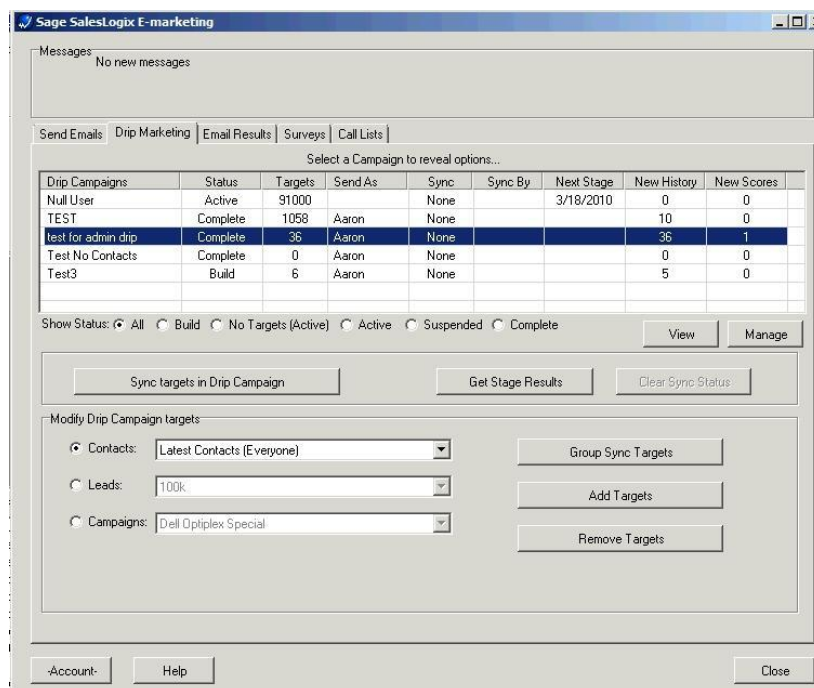 Sage SalesLogix E-marketing
Messages
No new messages
Send Emails Drip Marketing Email Results Surveys Call Lists
Select a Campaign to reveal options...
Drip Campaigns Status Targets Send As Sync Sync By Next Stage New History New Scores
Null User Active 91000 None 3/18/2010 0 0
TEST Complete 1058 Aaron None 10 0
test for admin drip Complete 36 Aaron None 36 1
Test No Contacts Complete 0 Aaron None 0 0
Test3 Build 6 Aaron None 5 0
Show Status: All Build No Targets (Active) Active Suspended Complete
View Manage
Sync targets in Drip Campaign Get Stage Results Clear Sync Status
Modify Drip Campaign targets
Contacts: Latest Contacts (Everyone) Group Sync Targets
Leads: 100k Add Targets
Campaigns: Dell Optiplex Special Remove Targets
-Account- Help Close